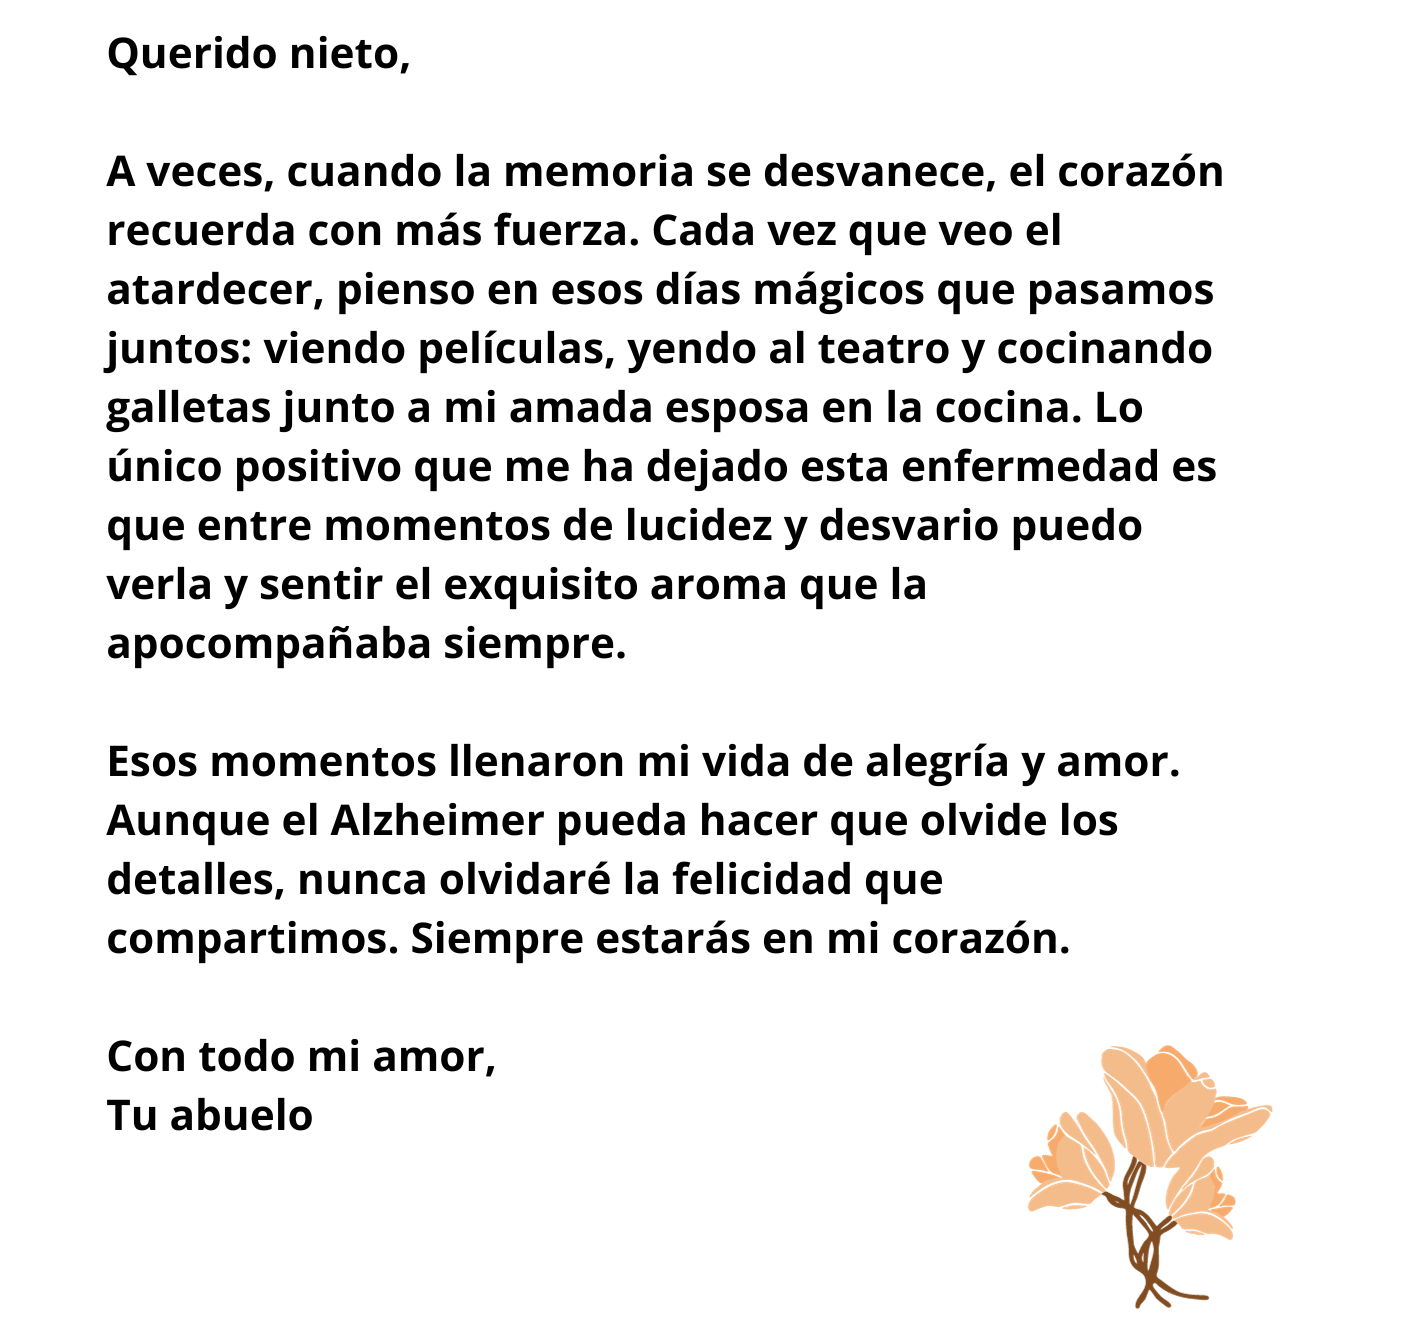 Querido nieto,
A veces, cuando la memoria se desvanece, el corazón
recuerda con más fuerza. Cada vez que veo el
atardecer, pienso en esos días mágicos que pasamos
juntos: viendo películas, yendo al teatro y cocinando
galletas junto a mi amada esposa en la cocina. Lo
único positivo que me ha dejado esta enfermedad es
que entre momentos de lucidez y desvario puedo
verla y sentir el exquisito aroma que la
apocompañaba siempre.
Esos momentos llenaron mi vida de alegría y amor.
Aunque el Alzheimer pueda hacer que olvide los
detalles, nunca olvidaré la felicidad que
compartimos. Siempre estarás en mi corazón.
Con todo mi amor,
Tu abuelo